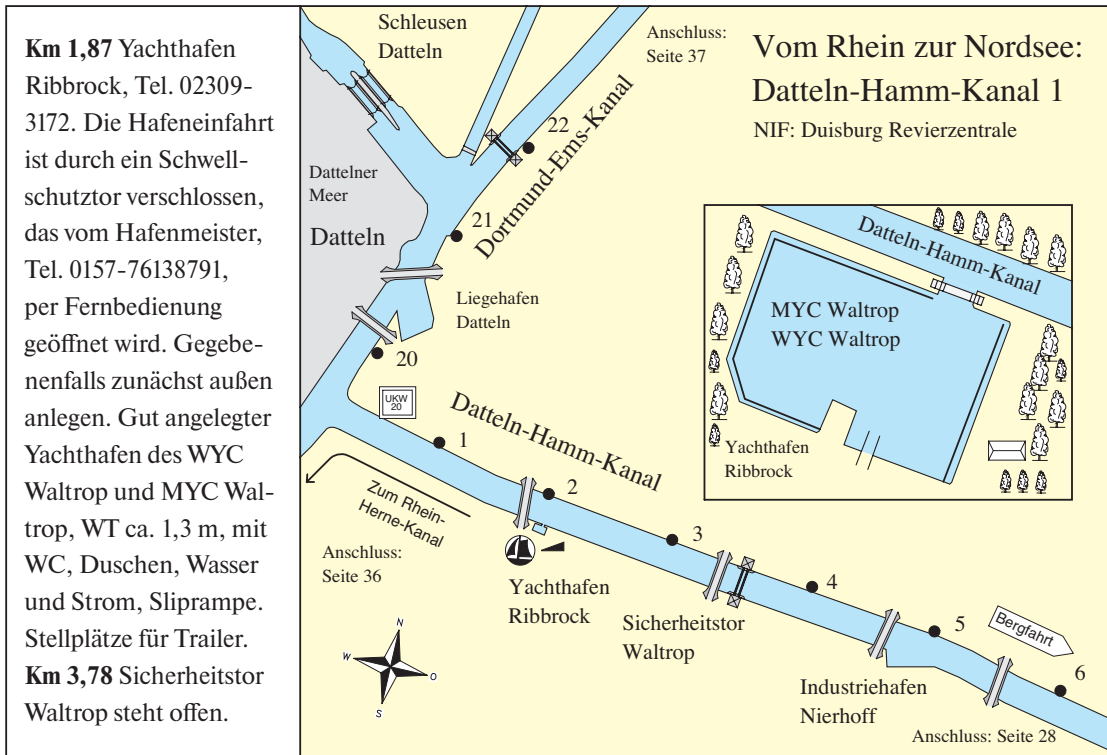 Km 1,87 Yachthafen
Ribbrock, Tel. 02309-
3172. Die Hafeneinfahrt
ist durch ein Schwell-
schutztor verschlossen,
das vom Hafenmeister,
Tel. 0157-76138791,
per Fernbedienung
geöffnet wird. Gegebe-
nenfalls zunächst außen
anlegen. Gut angelegter
Yachthafen des WYC
Waltrop und MYC Wal-
trop, WT ca. 1,3 m, mit
WC, Duschen, Wasser
und Strom, Sliprampe.
Stellplätze für Trailer.
Km 3,78 Sicherheitstor
Waltrop steht offen.
Vom Rhein zur Nordsee:
Datteln-Hamm-Kanal 1
NIF: Duisburg Revierzentrale
Schleusen
Datteln
Anschluss:
Seite 37
22
Dortmund-Ems-Kanal
Dattelner
Meer
21
Datteln
Liegehafen
Datteln
20
UKW
20
Datteln-Hamm-Kanal
1
2
3
4
5
6
Zum Rhein-
Herne-Kanal
Anschluss:
Seite 36
Yachthafen
Ribbrock
Sicherheitstor
Waltrop
Industriehafen
Nierhoff
Bergfahrt
Anschluss: Seite 28
N
W
O
S
Datteln-Hamm-Kanal
MYC Waltrop
WYC Waltrop
Yachthafen
Ribbrock